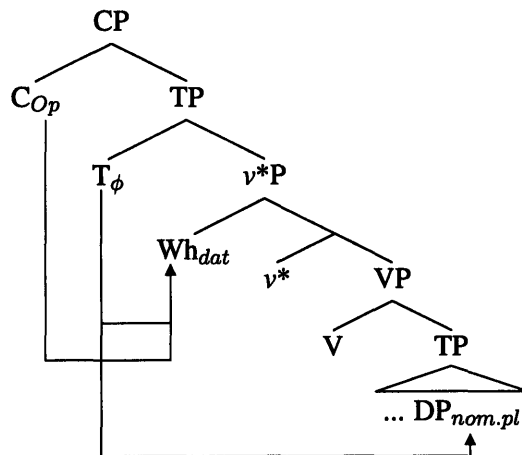 CP
C_Op TP
T_ϕ v*P
Wh_dat v* VP
V TP
... DP_nom.pl